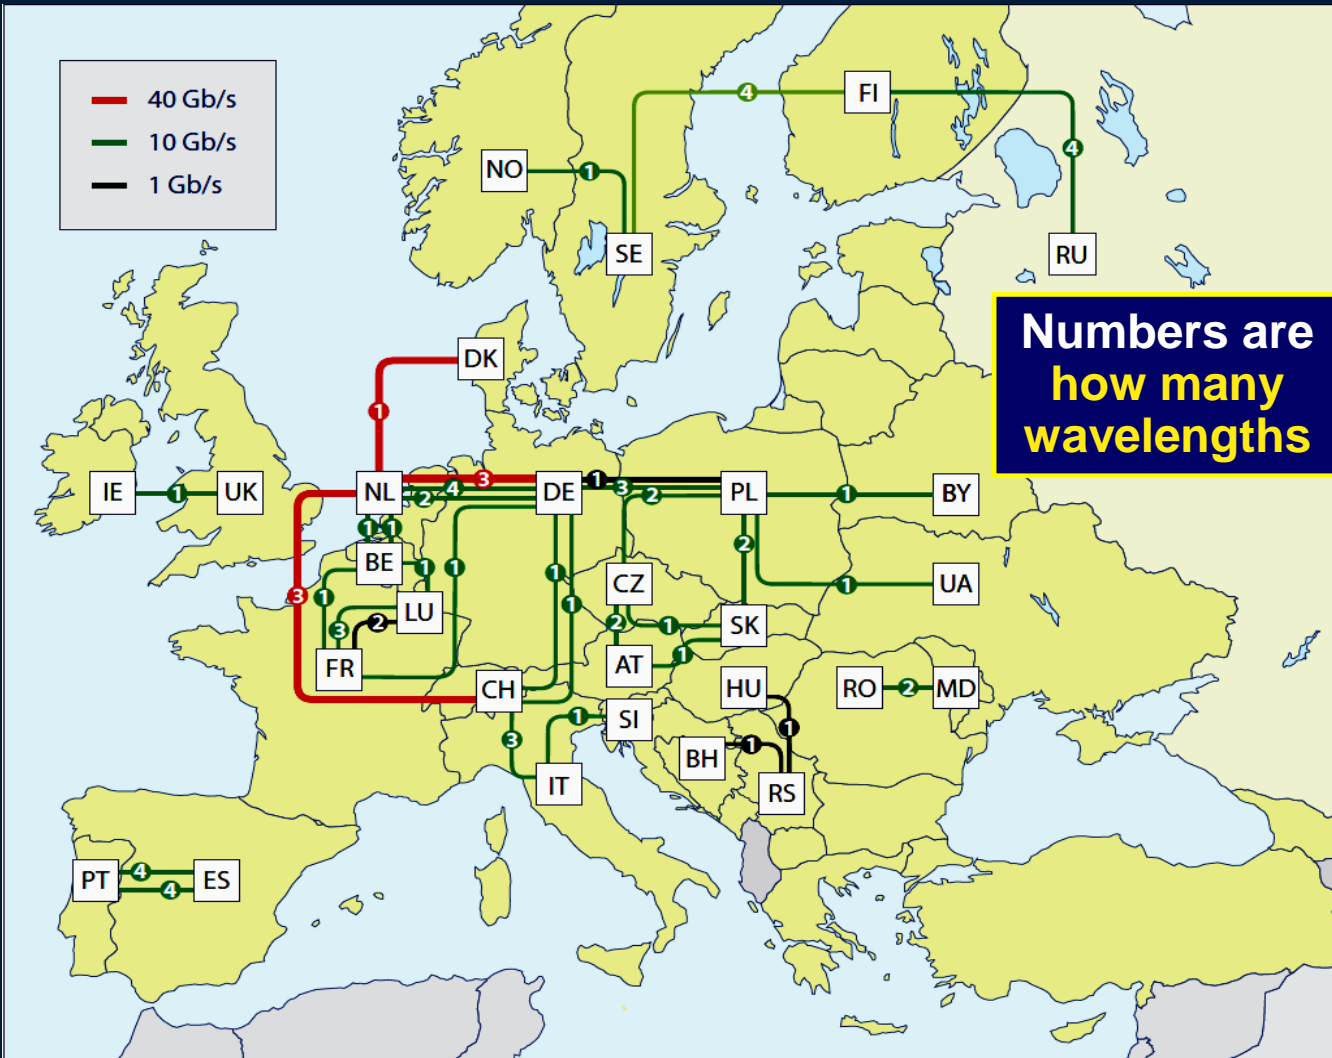 40 Gb/s
10 Gb/s
1 Gb/s
4
FI
NO
1
4
SE
RU
Numbers are
how many
wavelengths
DK
1
IE
1
UK
NL
3
4
2
DE
1
3
2
PL
1
BY
1
1
2
BE
1
1
1
CZ
1
UA
3
1
LU
1
3
2
2
1
SK
FR
AT
1
CH
HU
RO
2
MD
1
SI
1
3
BH
1
IT
RS
PT
4
4
ES